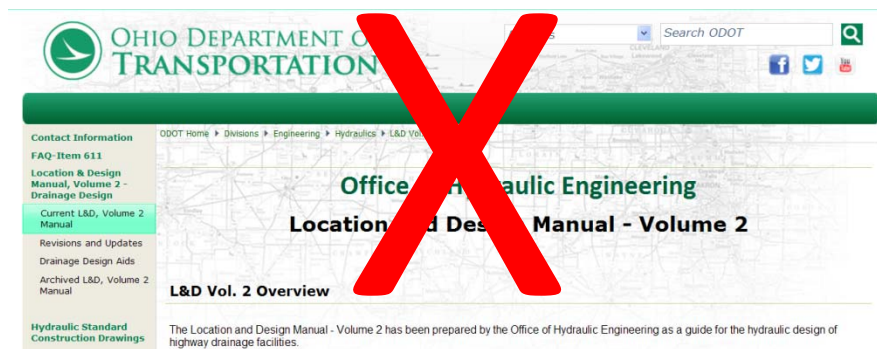 OHIO DEPARTMENT O
TRANSPORTATION
Search ODOT
Contact Information
FAQ-Item 611
Location & Design
Manual, Volume 2 -
Drainage Design
Current L&D, Volume 2
Manual
Revisions and Updates
Drainage Design Aids
Archived L&D, Volume 2
Manual
Hydraulic Standard
Construction Drawings
ODOT Home ▸ Divisions ▸ Engineering ▸ Hydraulics ▸ L&D Vo
Office Hydraulic Engineering
Location and Design Manual - Volume 2
L&D Vol. 2 Overview
The Location and Design Manual - Volume 2 has been prepared by the Office of Hydraulic Engineering as a guide for the hydraulic design of
highway drainage facilities.